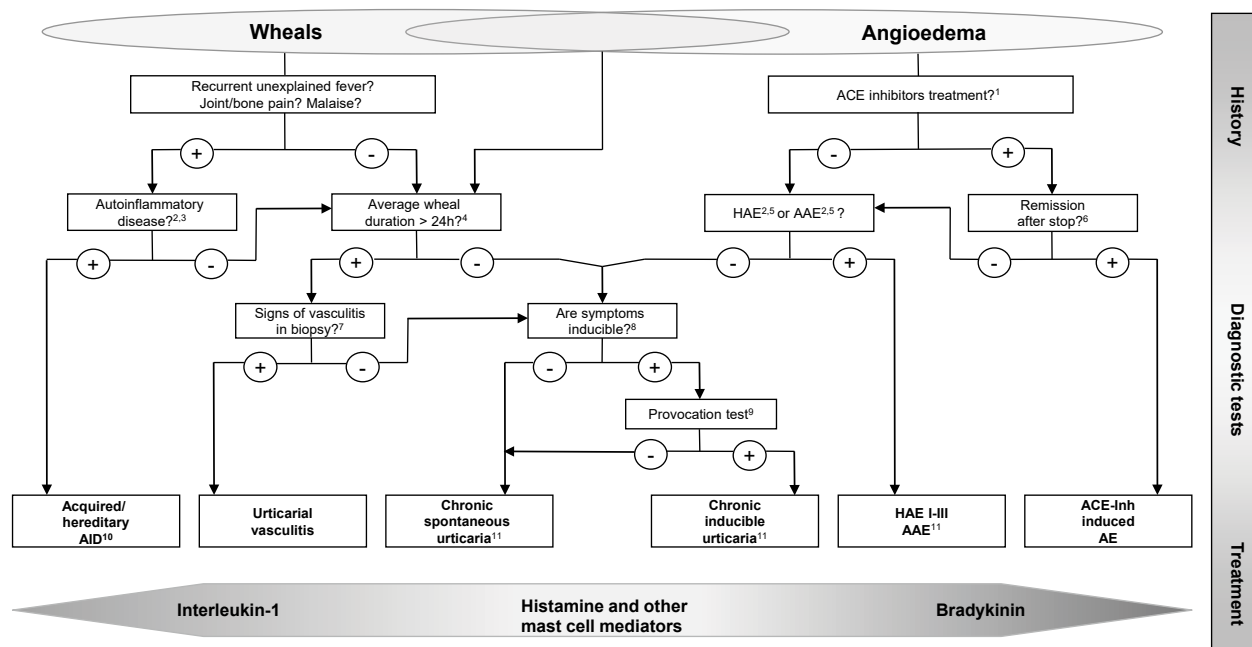 Wheals
Angioedema
Recurrent unexplained fever?
Joint/bone pain? Malaise?
ACE inhibitors treatment?¹
+
-
-
+
Autoinflammatory
disease?²,³
Average wheal
duration > 24h?⁴
HAE²,⁵ or AAE²,⁵ ?
Remission
after stop?⁶
+
-
+
-
-
+
-
+
Signs of vasculitis
in biopsy?⁷
Are symptoms
inducible?⁸
+
-
-
+
Provocation test⁹
-
+
Acquired/
hereditary
AID¹⁰
Urticarial
vasculitis
Chronic
spontaneous
urticaria¹¹
Chronic
inducible
urticaria¹¹
HAE I-III
AAE¹¹
ACE-Inh
induced
AE
Interleukin-1
Histamine and other
mast cell mediators
Bradykinin
History
Diagnostic tests
Treatment